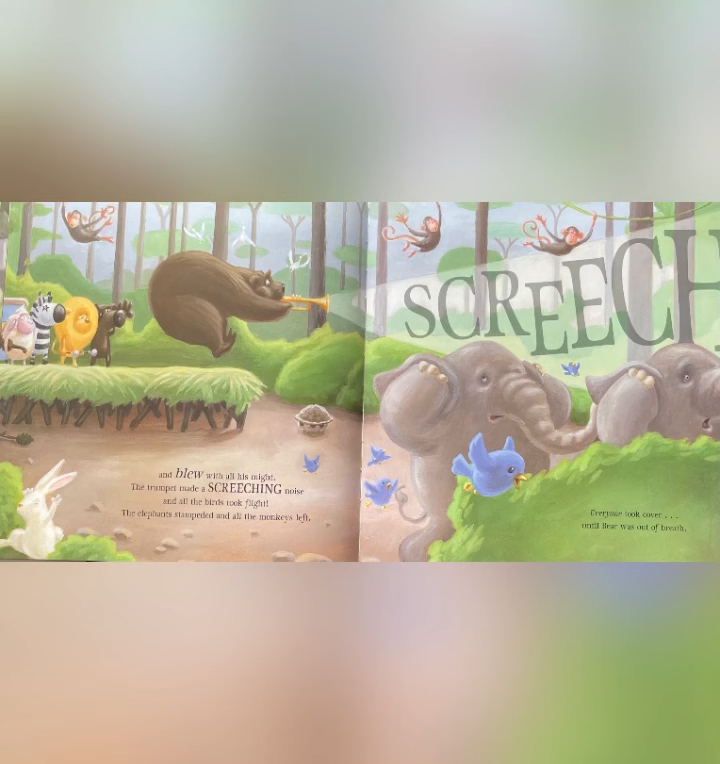 and blew with all his might.
The trumpet made a SCREECHING noise
and all the birds took flight!
The elephants stampeded and all the monkeys left.
SCREECH
Everyone took cover . . .
until Bear was out of breath.